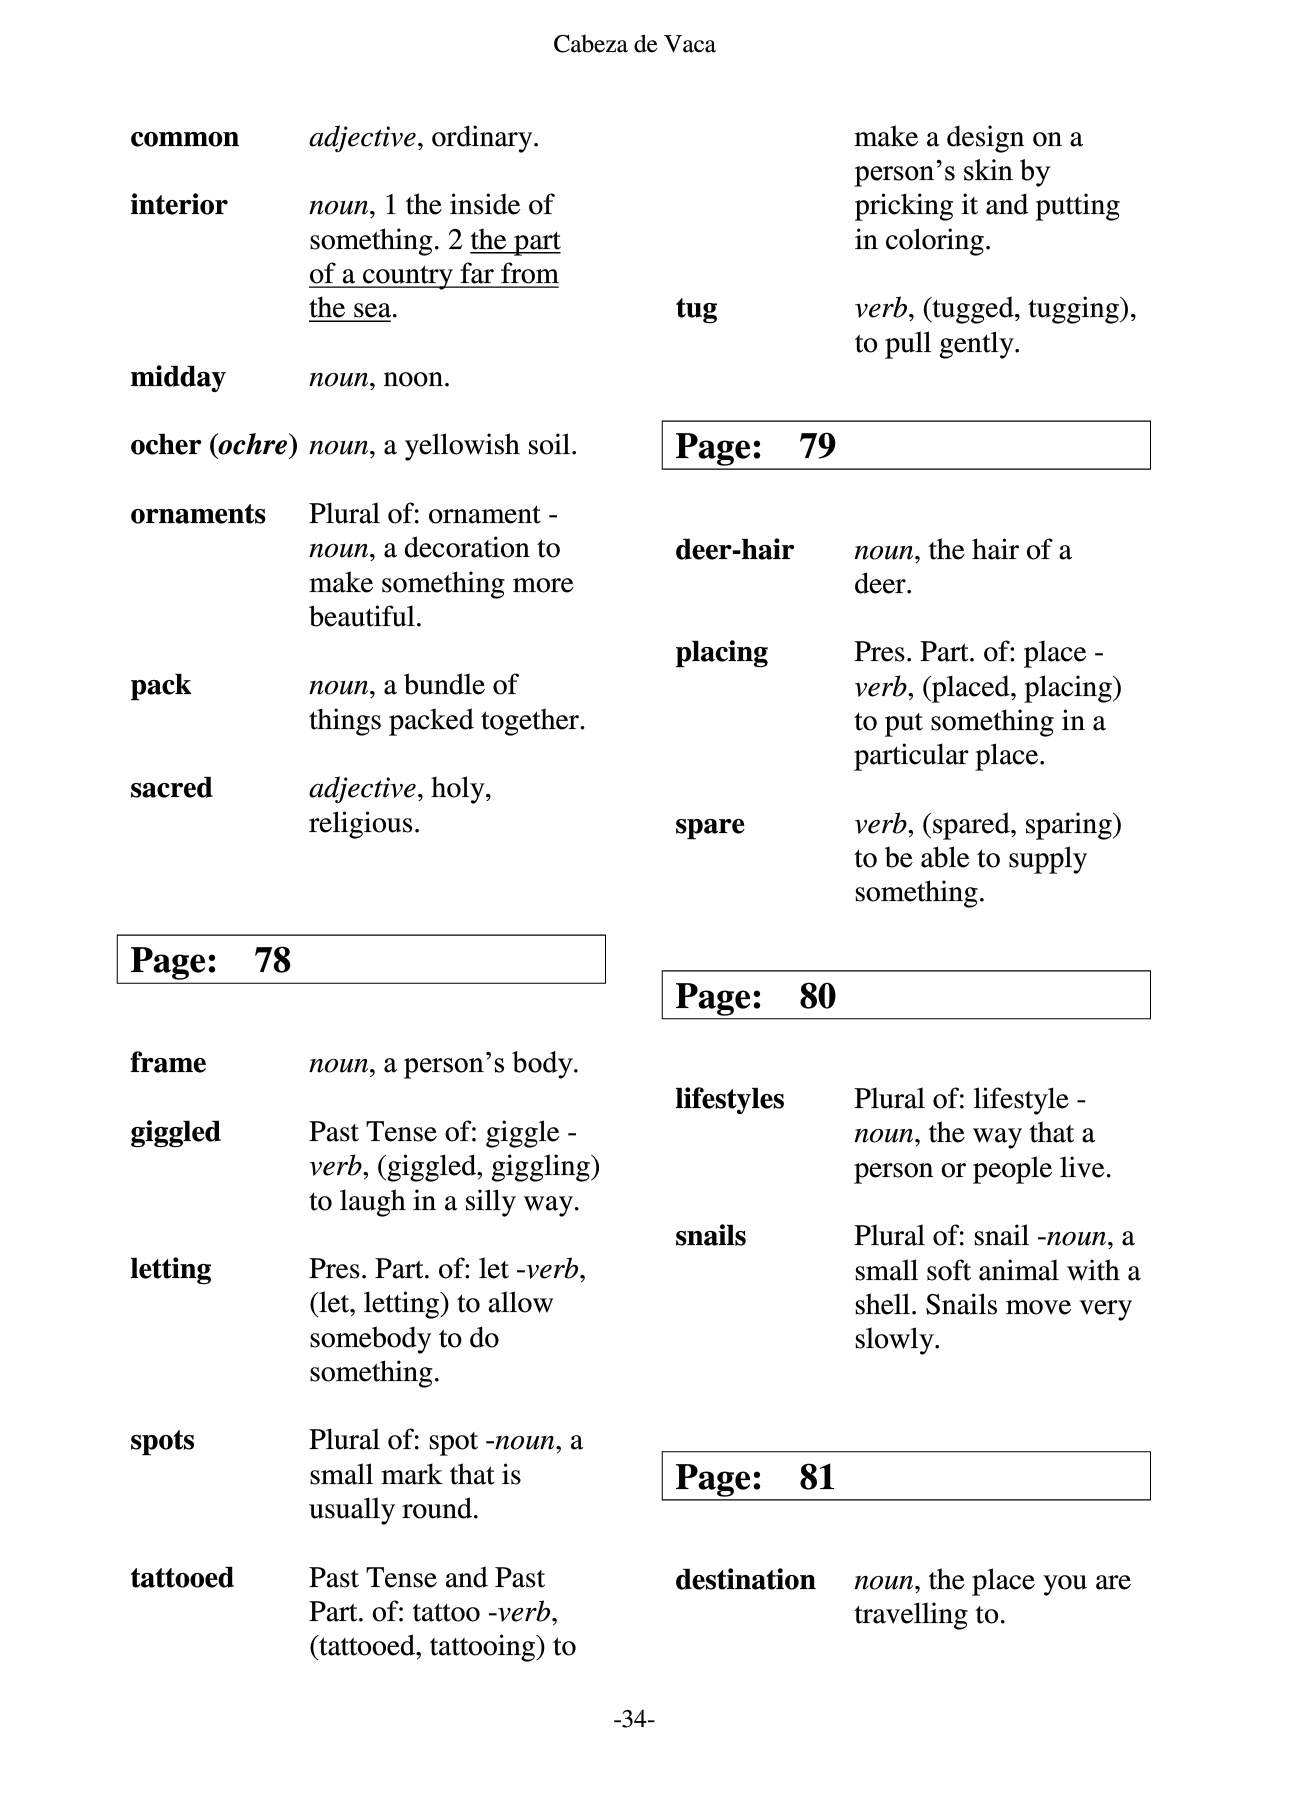 Cabeza de Vaca
common adjective, ordinary.
interior noun, 1 the inside of
something. 2 the part
of a country far from
the sea.
midday noun, noon.
ocher (ochre) noun, a yellowish soil.
ornaments Plural of: ornament -
noun, a decoration to
make something more
beautiful.
pack noun, a bundle of
things packed together.
sacred adjective, holy,
religious.
Page: 78
frame noun, a person’s body.
giggled Past Tense of: giggle -
verb, (giggled, giggling)
to laugh in a silly way.
letting Pres. Part. of: let -verb,
(let, letting) to allow
somebody to do
something.
spots Plural of: spot -noun, a
small mark that is
usually round.
tattooed Past Tense and Past
Part. of: tattoo -verb,
(tattooed, tattooing) to
make a design on a
person’s skin by
pricking it and putting
in coloring.
tug verb, (tugged, tugging),
to pull gently.
Page: 79
deer-hair noun, the hair of a
deer.
placing Pres. Part. of: place -
verb, (placed, placing)
to put something in a
particular place.
spare verb, (spared, sparing)
to be able to supply
something.
Page: 80
lifestyles Plural of: lifestyle -
noun, the way that a
person or people live.
snails Plural of: snail -noun, a
small soft animal with a
shell. Snails move very
slowly.
Page: 81
destination noun, the place you are
travelling to.
-34-